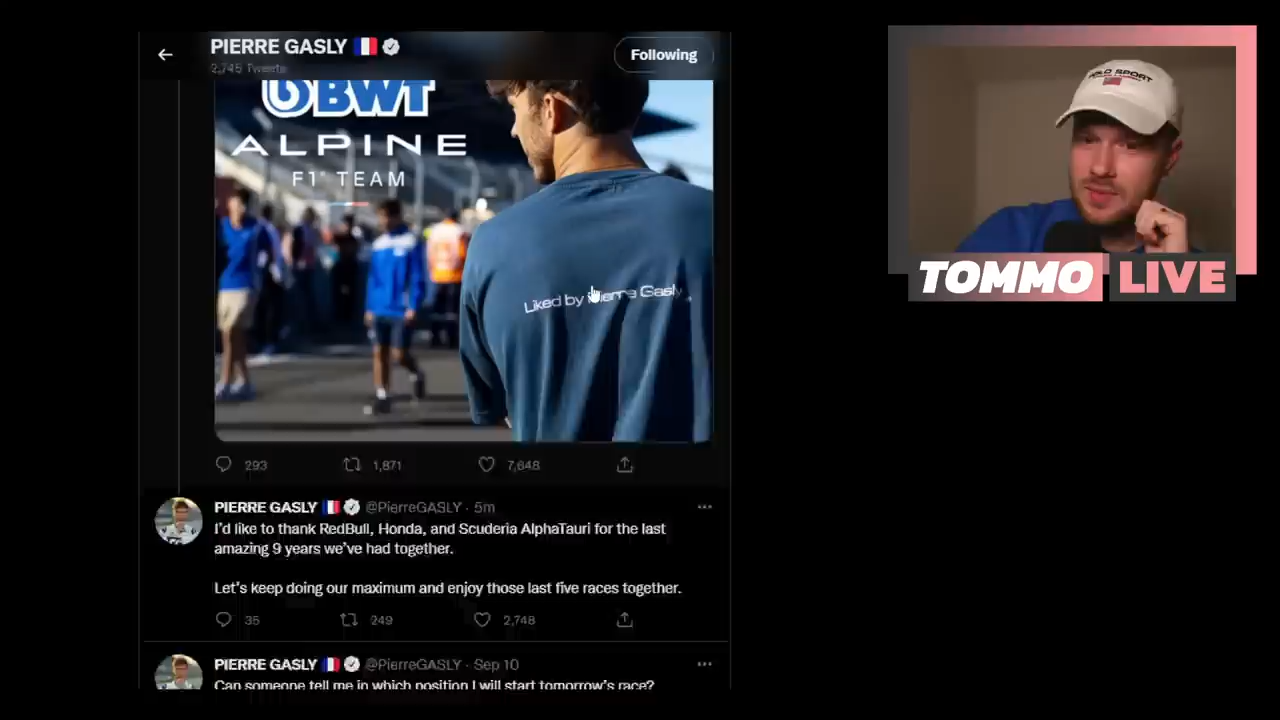 PIERRE GASLY
2,745 Tweets
Following
BWT
ALPINE
F1® TEAM
Liked by Pierre Gasly
293 1,871 7,648
PIERRE GASLY @PierreGASLY · 5m
I'd like to thank RedBull, Honda, and Scuderia AlphaTauri for the last
amazing 9 years we've had together.
Let's keep doing our maximum and enjoy those last five races together.
35 249 2,748
PIERRE GASLY @PierreGASLY · Sep 10
Can someone tell me in which position I will start tomorrow's race?
POLO SPORT
TOMMO LIVE